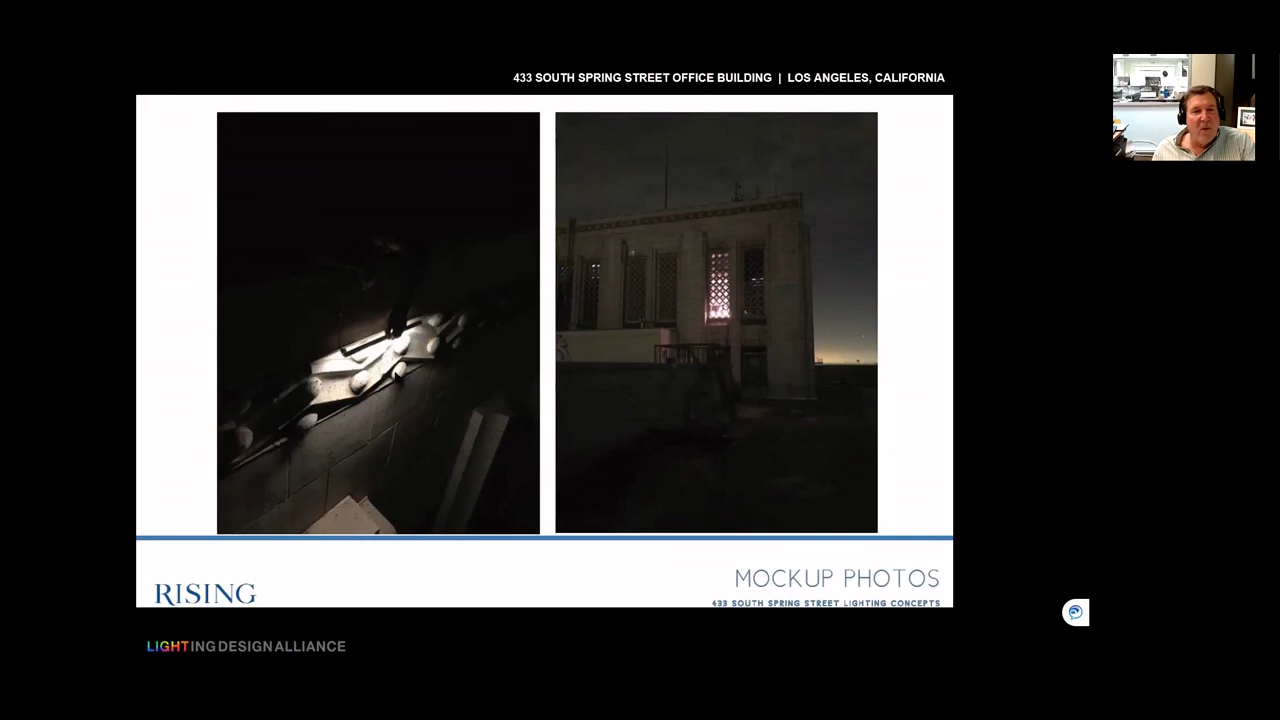 433 SOUTH SPRING STREET OFFICE BUILDING | LOS ANGELES, CALIFORNIA
MOCKUP PHOTOS
RISING
433 SOUTH SPRING STREET LIGHTING CONCEPTS
LIGHTING DESIGN ALLIANCE